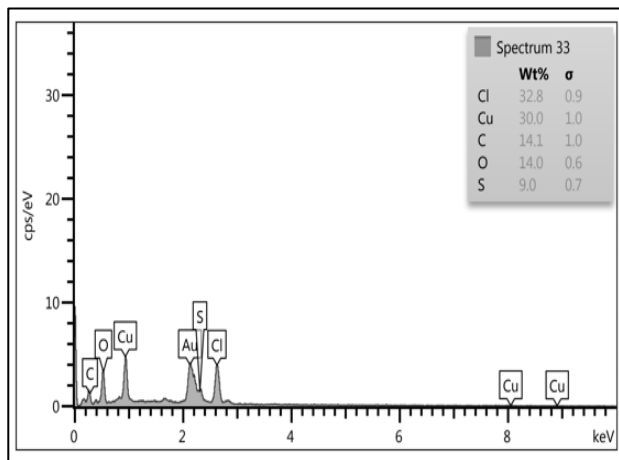 Spectrum 33
Wt% σ
Cl 32.8 0.9
Cu 30.0 1.0
C 14.1 1.0
O 14.0 0.6
S 9.0 0.7
cps/eV
30
20
10
0
C
O
Cu
Au
S
Cl
Cu
Cu
0 2 4 6 8 keV